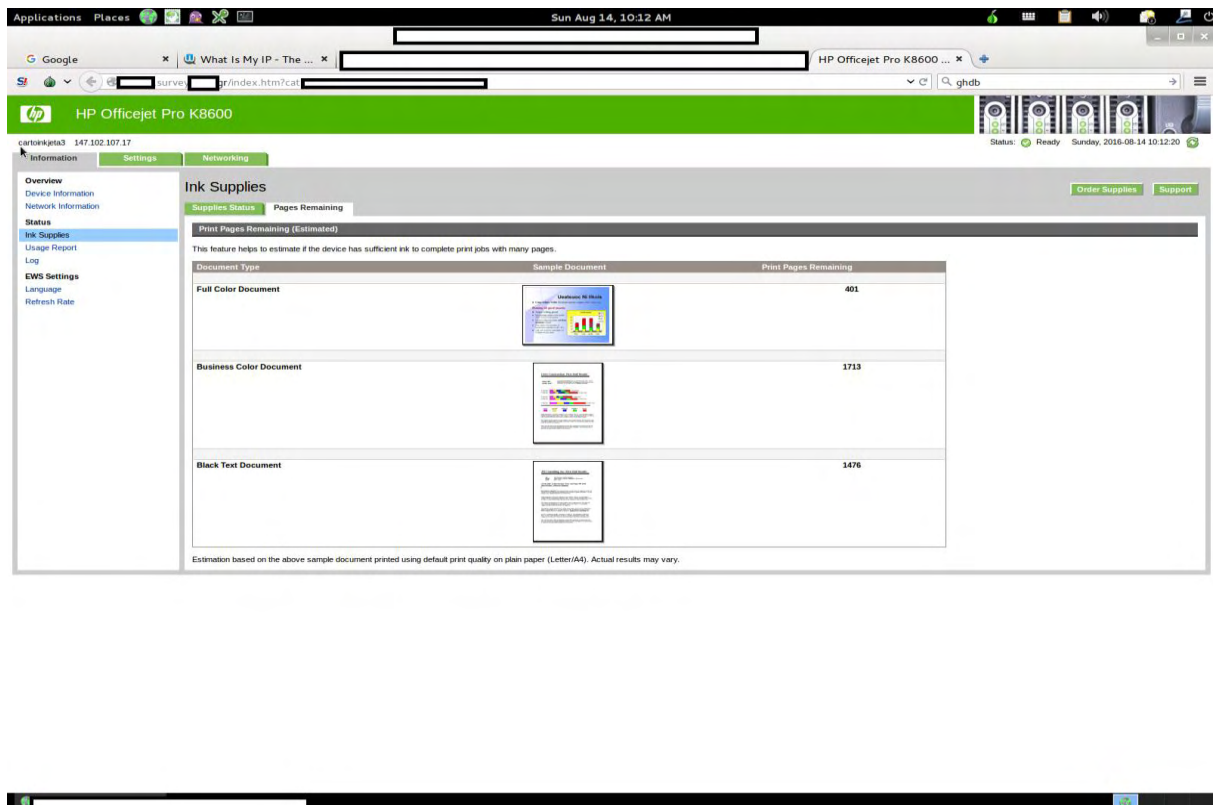 Applications Places Sun Aug 14, 10:12 AM
G Google × What Is My IP - The ... × HP Officejet Pro K8600 ... ×
survey gr/index.htm?cat ghdb
hp HP Officejet Pro K8600
cartoinkjeta3 147.102.107.17 Status: Ready Sunday, 2016-08-14 10:12:20
Information Settings Networking
Overview
Device Information
Network Information
Status
Ink Supplies
Usage Report
Log
EWS Settings
Language
Refresh Rate
Ink Supplies Order Supplies Support
Supplies Status Pages Remaining
Print Pages Remaining (Estimated)
This feature helps to estimate if the device has sufficient ink to complete print jobs with many pages.
Document Type Sample Document Print Pages Remaining
Full Color Document 401
Business Color Document 1713
Black Text Document 1476
Estimation based on the above sample document printed using default print quality on plain paper (Letter/A4). Actual results may vary.